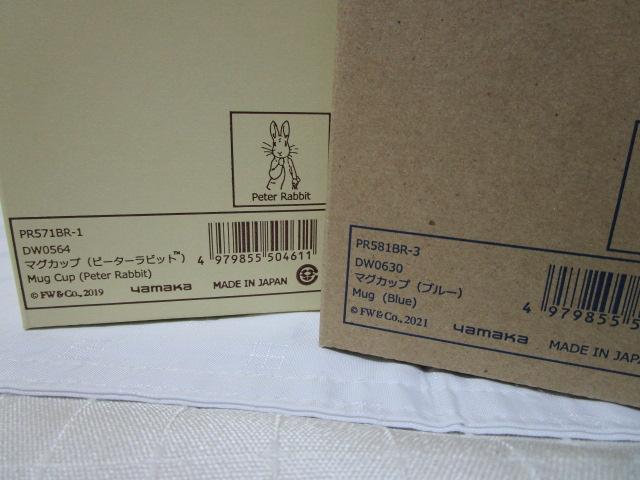 Peter Rabbit
PR571BR-1
DW0564
マグカップ（ピーターラビット™）
Mug Cup (Peter Rabbit)
© FW & Co., 2019
yamaka
MADE IN JAPAN
4 979855 504611
PR581BR-3
DW0630
マグカップ（ブルー）
Mug (Blue)
© FW & Co., 2021
yamaka
MADE IN JAPA
4 979855 5